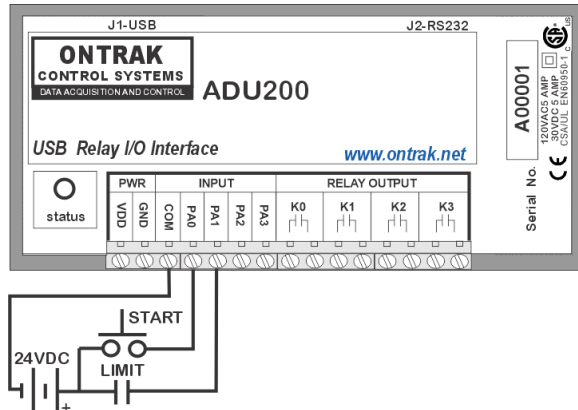 J1-USB
J2-RS232
ONTRAK
CONTROL SYSTEMS
DATA ACQUISITION AND CONTROL
ADU200
USB Relay I/O Interface
www.ontrak.net
Serial No.
A00001
120VAC5 AMP
30VDC 5 AMP
CSA/UL EN60950-1
CE
C
US
status
PWR
INPUT
RELAY OUTPUT
VDD
GND
COM
PA0
PA1
PA2
PA3
K0
K1
K2
K3
START
24VDC
LIMIT
+